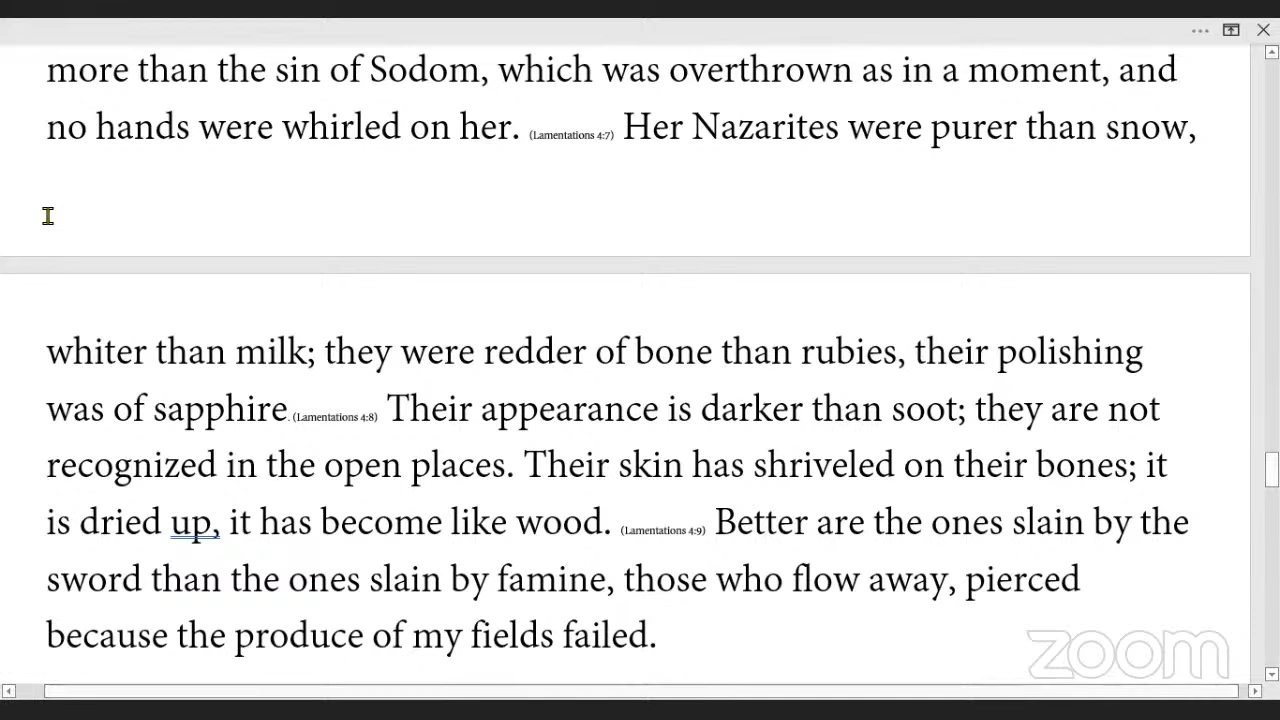 more than the sin of Sodom, which was overthrown as in a moment, and
no hands were whirled on her. (Lamentations 4:7) Her Nazarites were purer than snow,
whiter than milk; they were redder of bone than rubies, their polishing
was of sapphire. (Lamentations 4:8) Their appearance is darker than soot; they are not
recognized in the open places. Their skin has shriveled on their bones; it
is dried up, it has become like wood. (Lamentations 4:9) Better are the ones slain by the
sword than the ones slain by famine, those who flow away, pierced
because the produce of my fields failed.
zoom